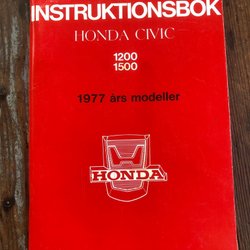 INSTRUKTIONSBOK
HONDA CIVIC
1200
1500
1977 års modeller
HONDA